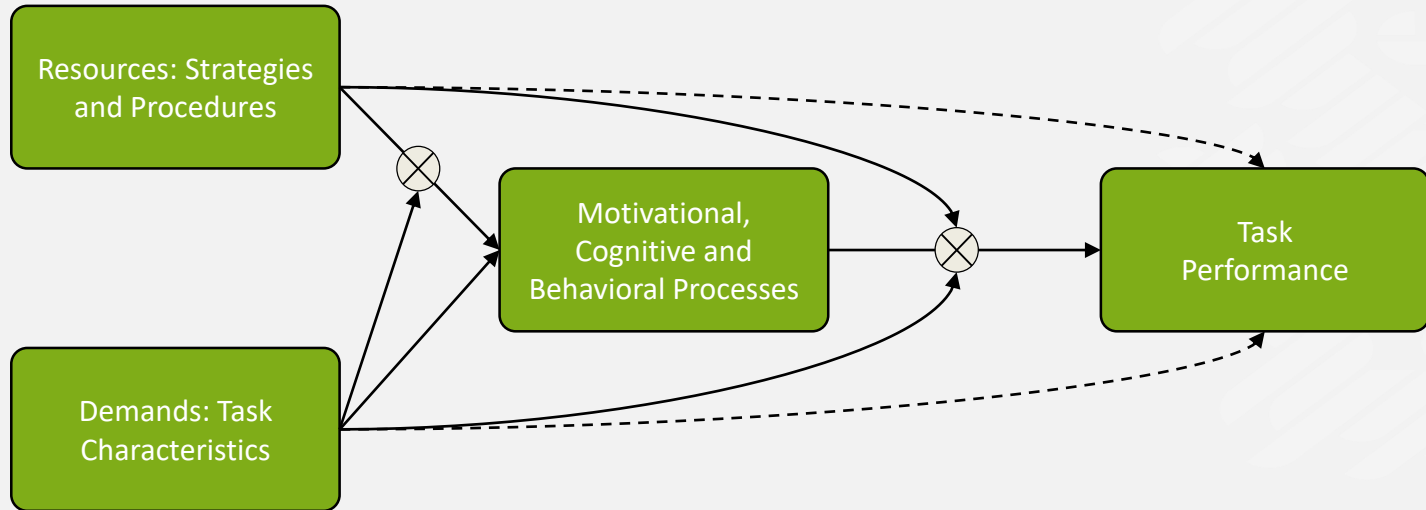 Resources: Strategies
and Procedures
Motivational,
Cognitive and
Behavioral Processes
Task
Performance
Demands: Task
Characteristics